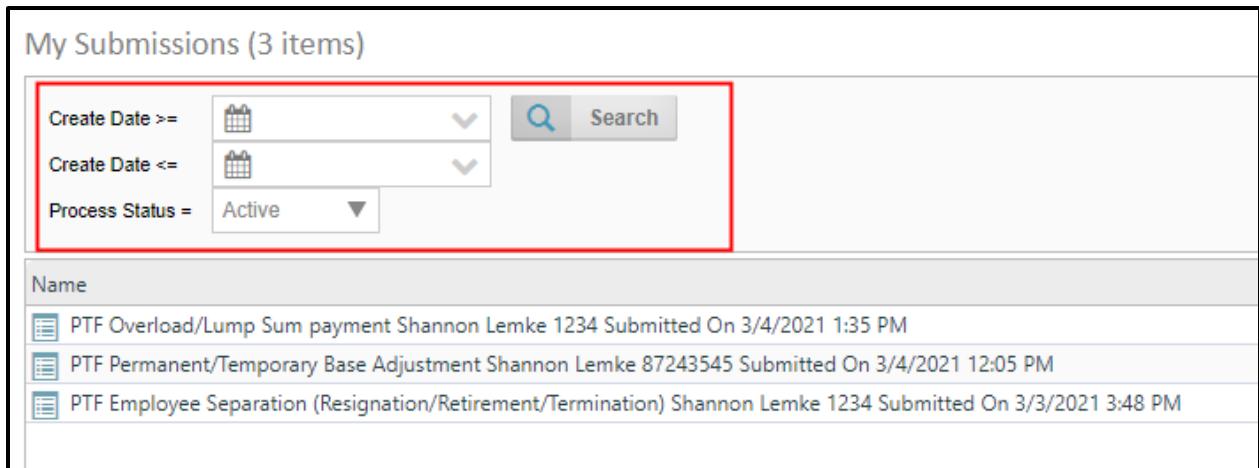 My Submissions (3 items)
Create Date >=
Search
Create Date <=
Process Status = Active
Name
PTF Overload/Lump Sum payment Shannon Lemke 1234 Submitted On 3/4/2021 1:35 PM
PTF Permanent/Temporary Base Adjustment Shannon Lemke 87243545 Submitted On 3/4/2021 12:05 PM
PTF Employee Separation (Resignation/Retirement/Termination) Shannon Lemke 1234 Submitted On 3/3/2021 3:48 PM